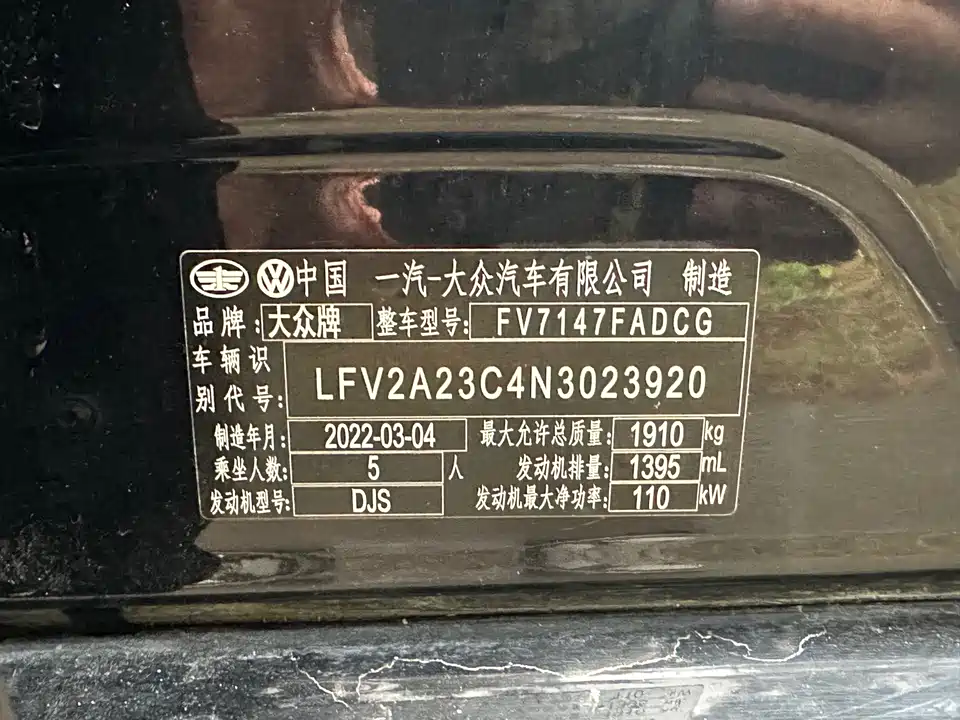 中国 一汽-大众汽车有限公司 制造
品牌: 大众牌 整车型号: FV7147FADCG
车辆识别代号: LFV2A23C4N3023920
制造年月: 2022-03-04 最大允许总质量: 1910 kg
乘坐人数: 5 人 发动机排量: 1395 mL
发动机型号: DJS 发动机最大净功率: 110 kW